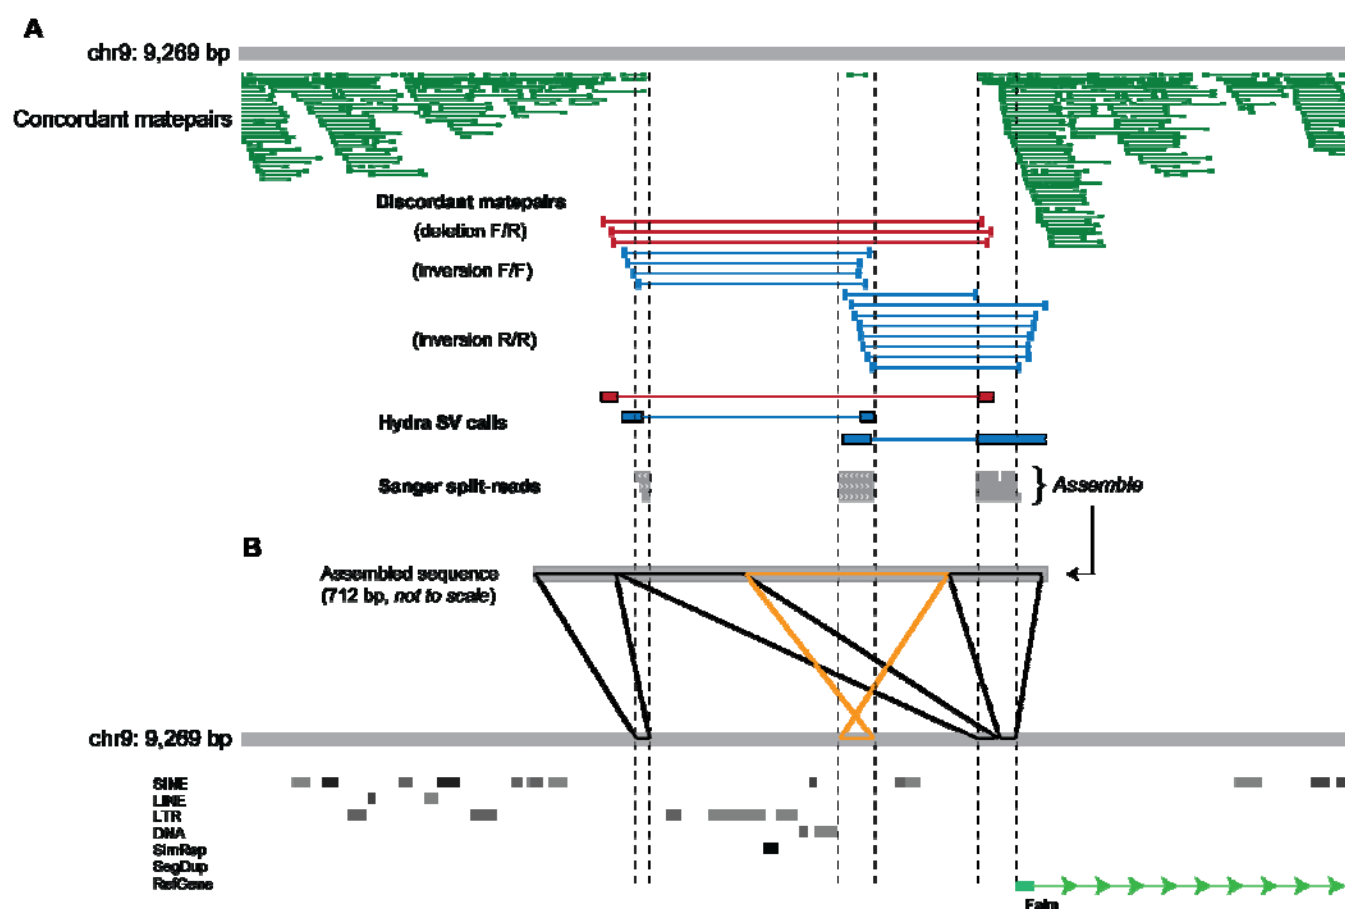 A
chr9: 9,269 bp
Concordant matepairs
Discordant matepairs
(deletion F/R)
(Inversion F/F)
(Inversion R/R)
Hydra SV calls
Sanger split-reads
Assemble
B
Assembled sequence
(712 bp, not to scale)
chr9: 9,269 bp
SINE
LINE
LTR
DNA
SimRep
SegDup
RefGene
Faim